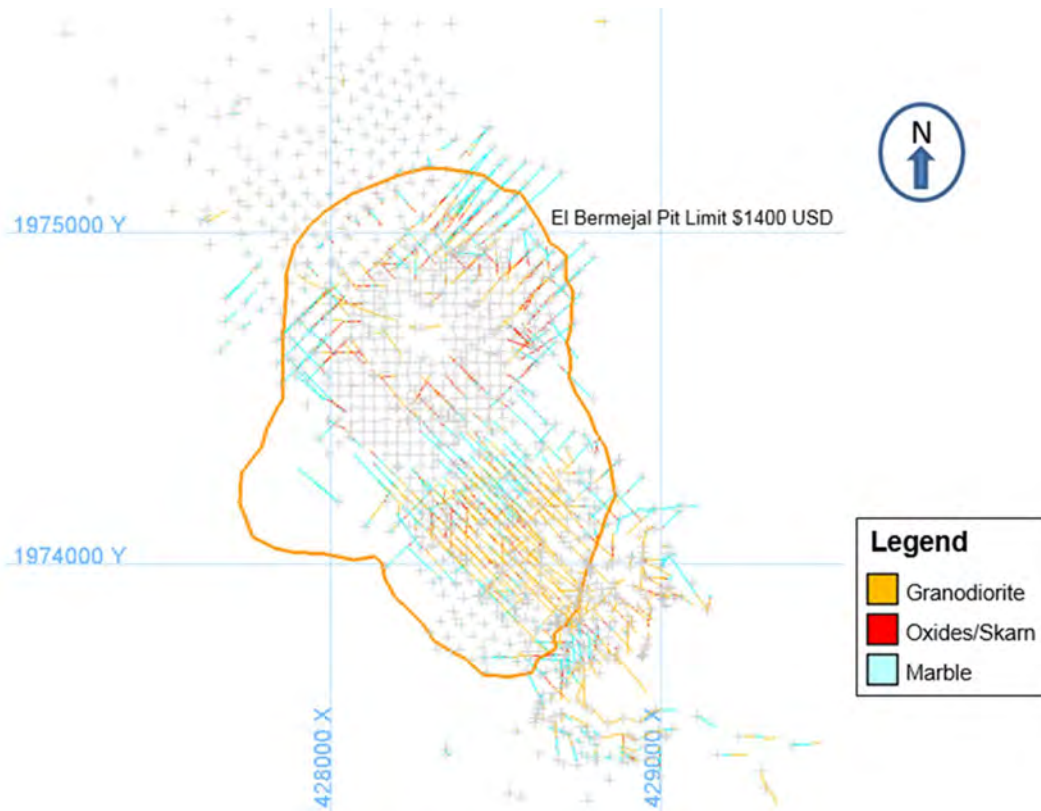 N
1975000 Y
El Bermejal Pit Limit $1400 USD
1974000 Y
Legend
Granodiorite
Oxides/Skarn
Marble
428000 X
429000 X